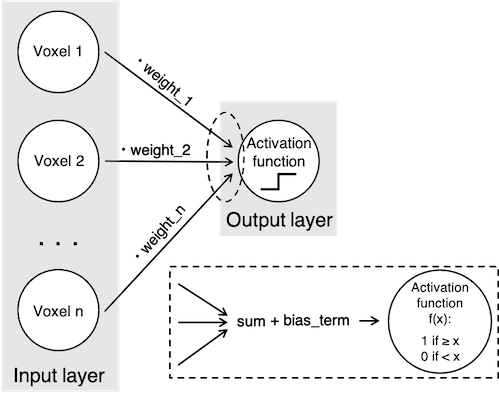 Voxel 1
· weight_1
Voxel 2
· weight_2
Activation
function
Output layer
. . .
· weight_n
Voxel n
Input layer
sum + bias_term
Activation
function
f(x):
1 if ≥ x
0 if < x